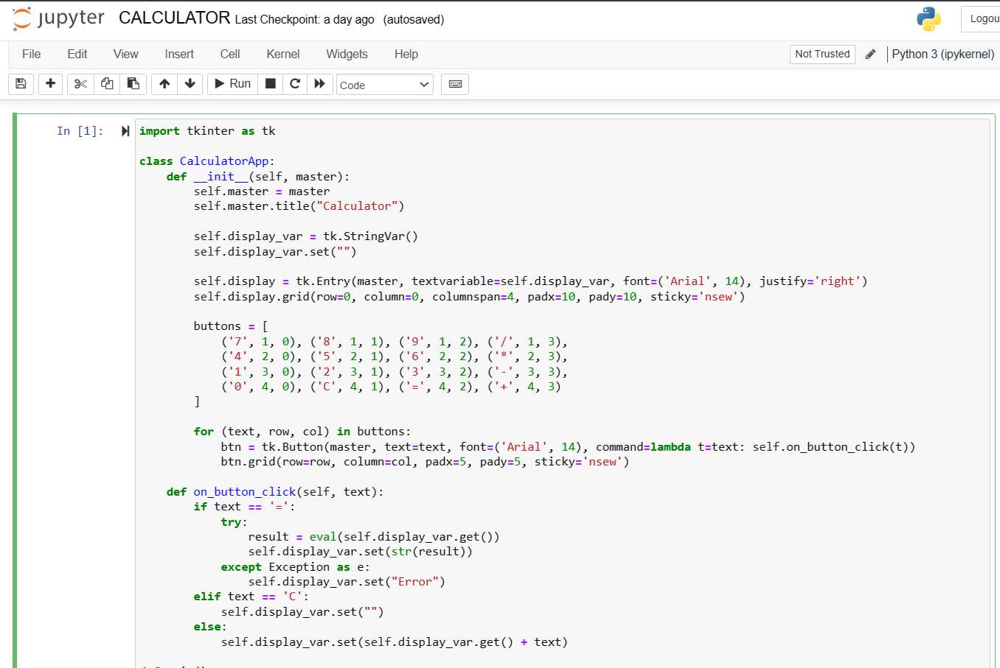 jupyter CALCULATOR Last Checkpoint: a day ago (autosaved)
Logou
File Edit View Insert Cell Kernel Widgets Help
Not Trusted
Python 3 (ipykernel)
Run
Code
In [1]:
import tkinter as tk

class CalculatorApp:
    def __init__(self, master):
        self.master = master
        self.master.title("Calculator")

        self.display_var = tk.StringVar()
        self.display_var.set("")

        self.display = tk.Entry(master, textvariable=self.display_var, font=('Arial', 14), justify='right')
        self.display.grid(row=0, column=0, columnspan=4, padx=10, pady=10, sticky='nsew')

        buttons = [
            ('7', 1, 0), ('8', 1, 1), ('9', 1, 2), ('/', 1, 3),
            ('4', 2, 0), ('5', 2, 1), ('6', 2, 2), ('*', 2, 3),
            ('1', 3, 0), ('2', 3, 1), ('3', 3, 2), ('-', 3, 3),
            ('0', 4, 0), ('C', 4, 1), ('=', 4, 2), ('+', 4, 3)
        ]

        for (text, row, col) in buttons:
            btn = tk.Button(master, text=text, font=('Arial', 14), command=lambda t=text: self.on_button_click(t))
            btn.grid(row=row, column=col, padx=5, pady=5, sticky='nsew')

    def on_button_click(self, text):
        if text == '=':
            try:
                result = eval(self.display_var.get())
                self.display_var.set(str(result))
            except Exception as e:
                self.display_var.set("Error")
        elif text == 'C':
            self.display_var.set("")
        else:
            self.display_var.set(self.display_var.get() + text)